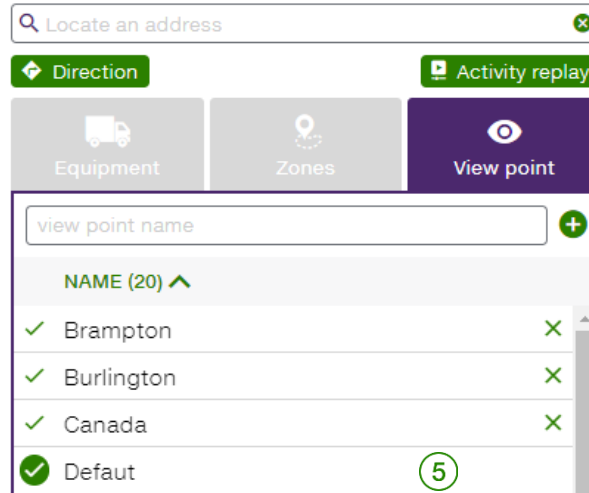 Locate an address
Direction
Activity replay
Equipment
Zones
View point
view point name
NAME (20)
Brampton
Burlington
Canada
Defaut
5